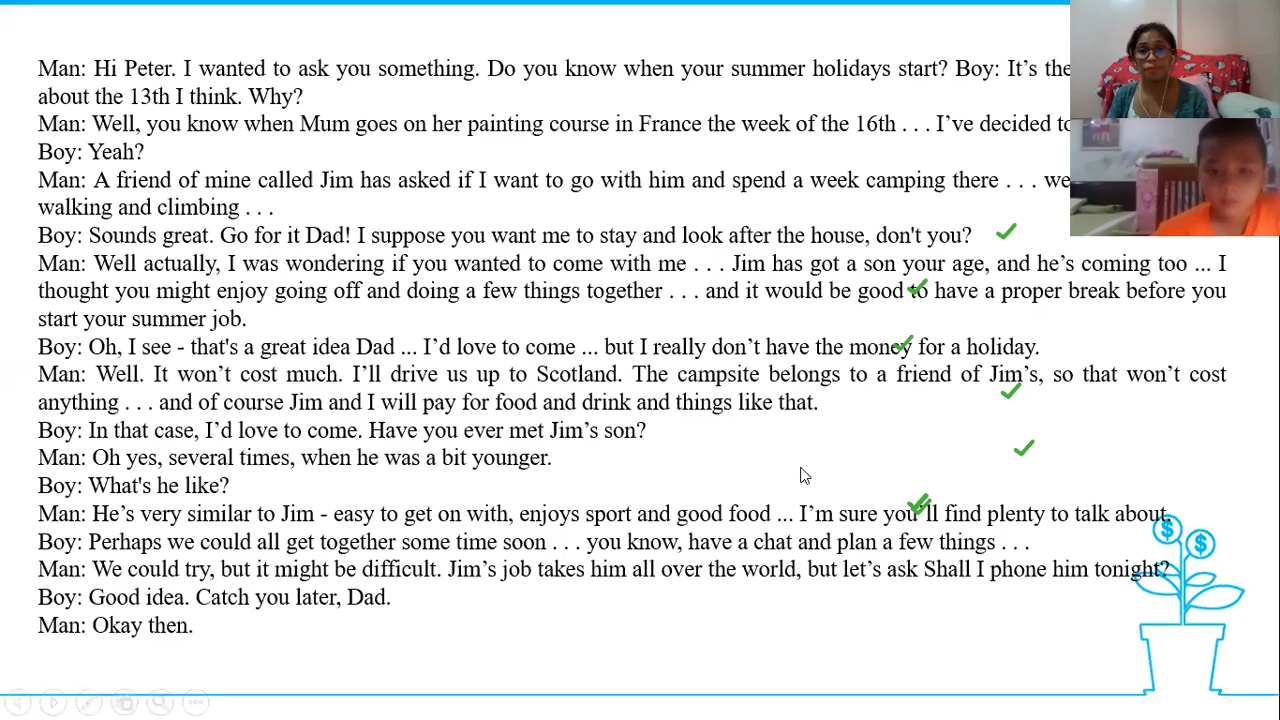 Man: Hi Peter. I wanted to ask you something. Do you know when your summer holidays start? Boy: It’s the
about the 13th I think. Why?
Man: Well, you know when Mum goes on her painting course in France the week of the 16th . . . I’ve decided to
Boy: Yeah?
Man: A friend of mine called Jim has asked if I want to go with him and spend a week camping there . . . we
walking and climbing . . .
Boy: Sounds great. Go for it Dad! I suppose you want me to stay and look after the house, don't you?
Man: Well actually, I was wondering if you wanted to come with me . . . Jim has got a son your age, and he’s coming too ... I
thought you might enjoy going off and doing a few things together . . . and it would be good to have a proper break before you
start your summer job.
Boy: Oh, I see - that's a great idea Dad ... I’d love to come ... but I really don’t have the money for a holiday.
Man: Well. It won’t cost much. I’ll drive us up to Scotland. The campsite belongs to a friend of Jim’s, so that won’t cost
anything . . . and of course Jim and I will pay for food and drink and things like that.
Boy: In that case, I’d love to come. Have you ever met Jim’s son?
Man: Oh yes, several times, when he was a bit younger.
Boy: What's he like?
Man: He’s very similar to Jim - easy to get on with, enjoys sport and good food ... I’m sure you’ll find plenty to talk about.
Boy: Perhaps we could all get together some time soon . . . you know, have a chat and plan a few things . . .
Man: We could try, but it might be difficult. Jim’s job takes him all over the world, but let’s ask Shall I phone him tonight?
Boy: Good idea. Catch you later, Dad.
Man: Okay then.
$ $